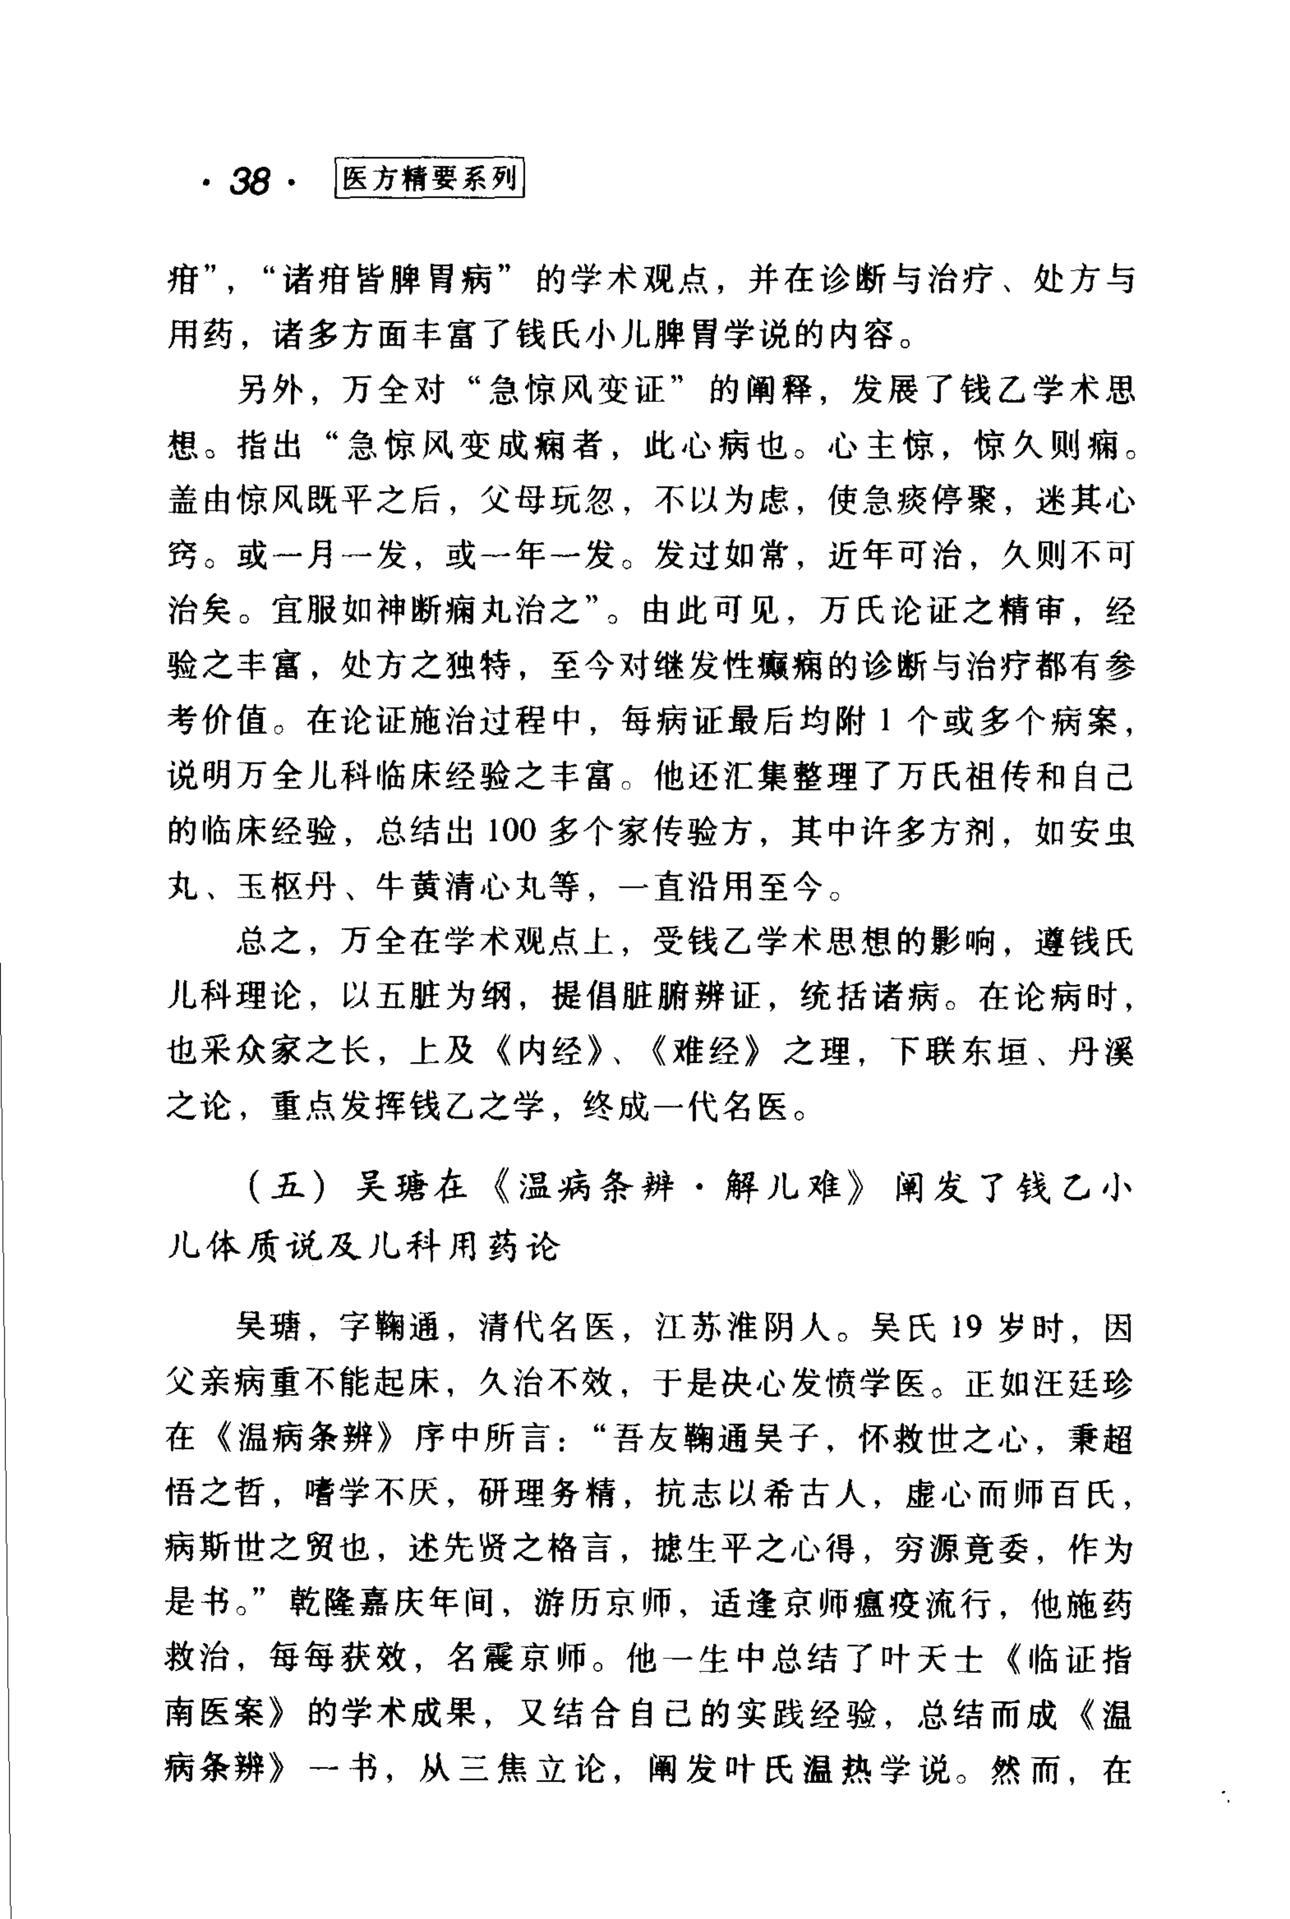 · 38 · 医方精要系列
疳”，“诸疳皆脾胃病”的学术观点，并在诊断与治疗、处方与
用药，诸多方面丰富了钱氏小儿脾胃学说的内容。
另外，万全对“急惊风变证”的阐释，发展了钱乙学术思
想。指出“急惊风变成痫者，此心病也。心主惊，惊久则痫。
盖由惊风既平之后，父母玩忽，不以为虑，使急痰停聚，迷其心
窍。或一月一发，或一年一发。发过如常，近年可治，久则不可
治矣。宜服如神断痫丸治之”。由此可见，万氏论证之精审，经
验之丰富，处方之独特，至今对继发性癫痫的诊断与治疗都有参
考价值。在论证施治过程中，每病证最后均附 1 个或多个病案，
说明万全儿科临床经验之丰富。他还汇集整理了万氏祖传和自己
的临床经验，总结出 100 多个家传验方，其中许多方剂，如安虫
丸、玉枢丹、牛黄清心丸等，一直沿用至今。
总之，万全在学术观点上，受钱乙学术思想的影响，遵钱氏
儿科理论，以五脏为纲，提倡脏腑辨证，统括诸病。在论病时，
也采众家之长，上及《内经》、《难经》之理，下联东垣、丹溪
之论，重点发挥钱乙之学，终成一代名医。
（五）吴瑭在《温病条辨·解儿难》阐发了钱乙小
儿体质说及儿科用药论
吴瑭，字鞠通，清代名医，江苏淮阴人。吴氏 19 岁时，因
父亲病重不能起床，久治不效，于是决心发愤学医。正如汪廷珍
在《温病条辨》序中所言：“吾友鞠通吴子，怀救世之心，秉超
悟之哲，嗜学不厌，研理务精，抗志以希古人，虚心而师百氏，
病斯世之贸也，述先贤之格言，摅生平之心得，穷源竟委，作为
是书。”乾隆嘉庆年间，游历京师，适逢京师瘟疫流行，他施药
救治，每每获效，名震京师。他一生中总结了叶天士《临证指
南医案》的学术成果，又结合自己的实践经验，总结而成《温
病条辨》一书，从三焦立论，阐发叶氏温热学说。然而，在